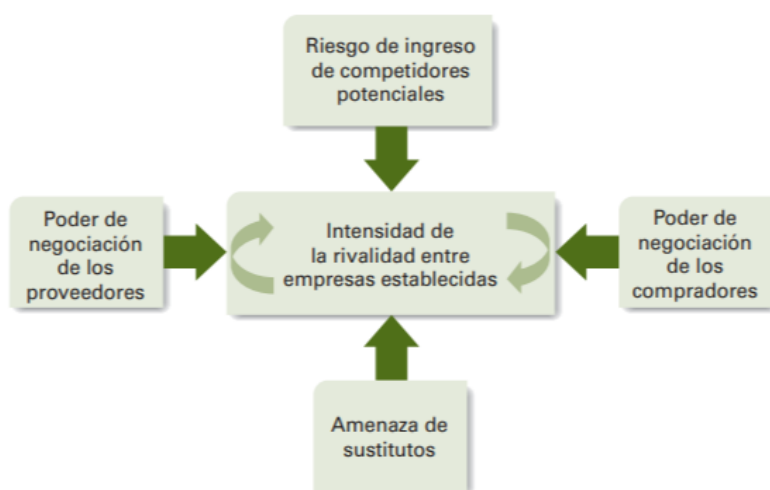 Riesgo de ingreso
de competidores
potenciales
Poder de
negociación
de los
proveedores
Intensidad de
la rivalidad entre
empresas establecidas
Poder de
negociación
de los
compradores
Amenaza de
sustitutos